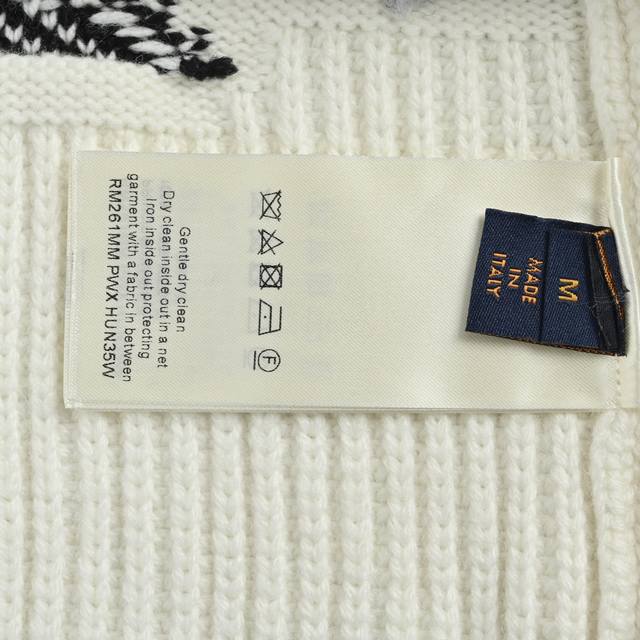 M
MADE
IN
ITALY
Gentle dry clean
Dry clean inside out in a net
Iron inside out protecting
garment with a fabric in between
RM261MM PWX HUN35W
F